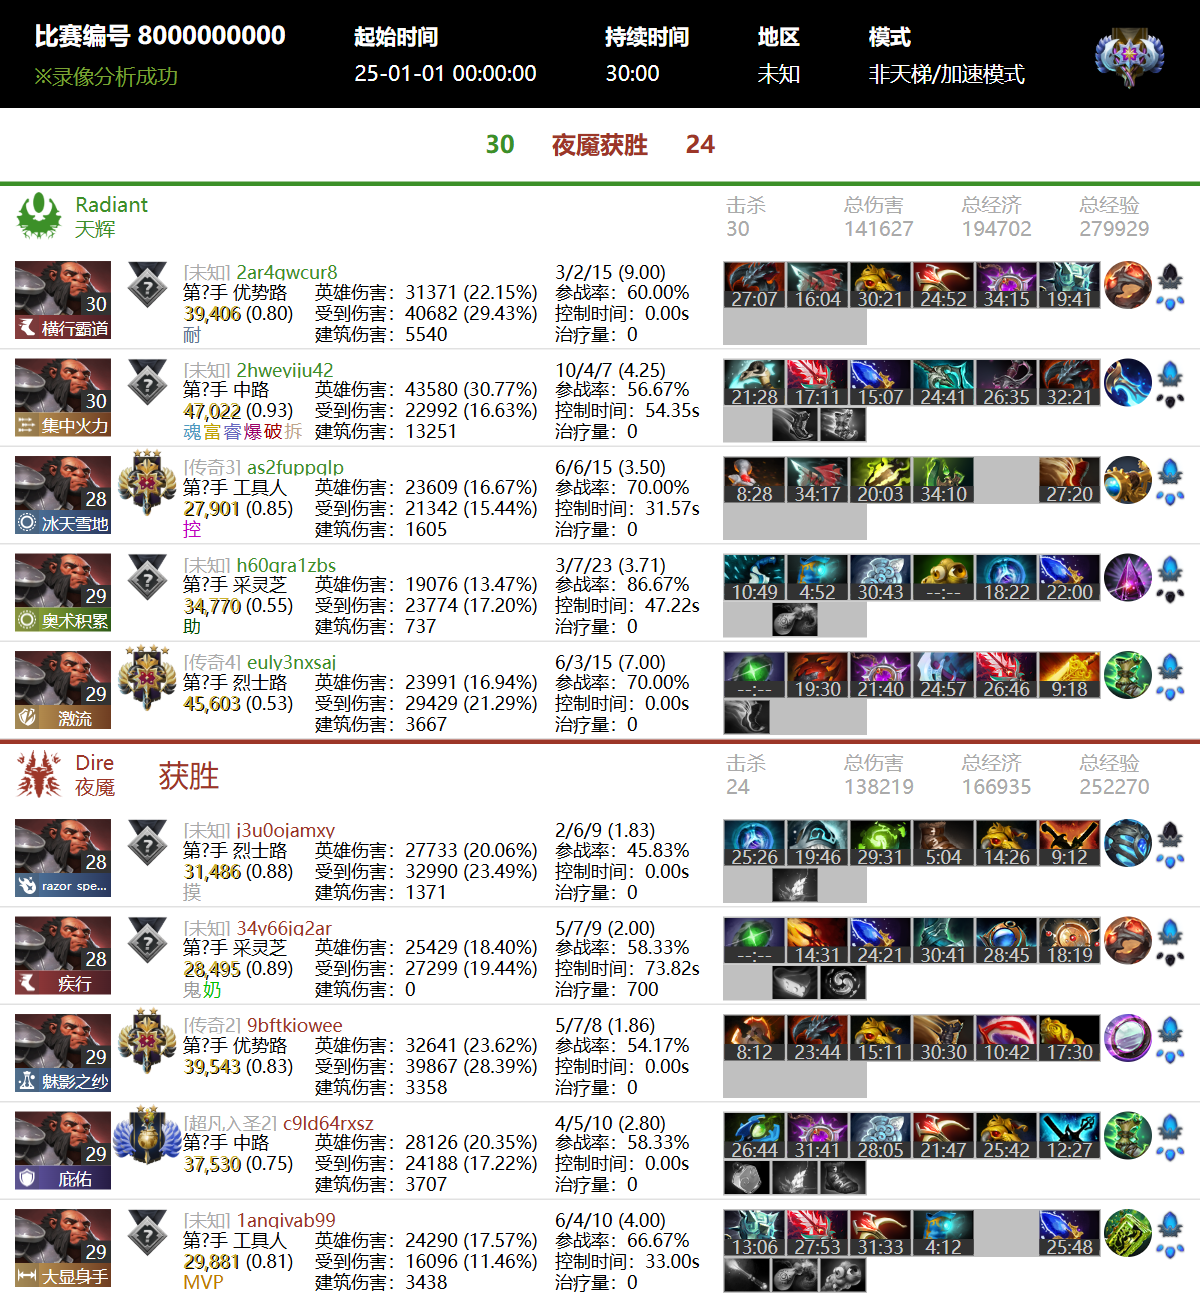 比赛编号 8000000000
※录像分析成功
起始时间
25-01-01 00:00:00
持续时间
30:00
地区
未知
模式
非天梯/加速模式
30 夜魇获胜 24
Radiant
天辉
击杀 总伤害 总经济 总经验
30 141627 194702 279929
30
横行霸道
[未知] 2ar4qwcur8
第?手 优势路
39,406 (0.80)
耐
英雄伤害：31371 (22.15%)
受到伤害：40682 (29.43%)
建筑伤害：5540
3/2/15 (9.00)
参战率：60.00%
控制时间：0.00s
治疗量：0
27:07 16:04 30:21 24:52 34:15 19:41
30
集中火力
[未知] 2hweyiju42
第?手 中路
47,022 (0.93)
魂富睿爆破拆
英雄伤害：43580 (30.77%)
受到伤害：22992 (16.63%)
建筑伤害：13251
10/4/7 (4.25)
参战率：56.67%
控制时间：54.35s
治疗量：0
21:28 17:11 15:07 24:41 26:35 32:21
28
冰天雪地
[传奇3] as2fuppglp
第?手 工具人
27,901 (0.85)
控
英雄伤害：23609 (16.67%)
受到伤害：21342 (15.44%)
建筑伤害：1605
6/6/15 (3.50)
参战率：70.00%
控制时间：31.57s
治疗量：0
8:28 34:17 20:03 34:10 27:20
29
奥术积累
[未知] h60gra1zbs
第?手 采灵芝
34,770 (0.55)
助
英雄伤害：19076 (13.47%)
受到伤害：23774 (17.20%)
建筑伤害：737
3/7/23 (3.71)
参战率：86.67%
控制时间：47.22s
治疗量：0
10:49 4:52 30:43 --:-- 18:22 22:00
29
激流
[传奇4] euly3nxsaj
第?手 烈士路
45,603 (0.53)
英雄伤害：23991 (16.94%)
受到伤害：29429 (21.29%)
建筑伤害：3667
6/3/15 (7.00)
参战率：70.00%
控制时间：0.00s
治疗量：0
--:-- 19:30 21:40 24:57 26:46 9:18
Dire
夜魇
获胜
击杀 总伤害 总经济 总经验
24 138219 166935 252270
28
razor spe...
[未知] j3u0ojamxy
第?手 烈士路
31,486 (0.88)
摸
英雄伤害：27733 (20.06%)
受到伤害：32990 (23.49%)
建筑伤害：1371
2/6/9 (1.83)
参战率：45.83%
控制时间：0.00s
治疗量：0
25:26 19:46 29:31 5:04 14:26 9:12
28
疾行
[未知] 34y66jq2ar
第?手 采灵芝
28,495 (0.89)
鬼奶
英雄伤害：25429 (18.40%)
受到伤害：27299 (19.44%)
建筑伤害：0
5/7/9 (2.00)
参战率：58.33%
控制时间：73.82s
治疗量：700
--:-- 14:31 24:21 30:41 28:45 18:19
29
魅影之纱
[传奇2] 9bftkiowee
第?手 优势路
39,543 (0.83)
英雄伤害：32641 (23.62%)
受到伤害：39867 (28.39%)
建筑伤害：3358
5/7/8 (1.86)
参战率：54.17%
控制时间：0.00s
治疗量：0
8:12 23:44 15:11 30:30 10:42 17:30
29
庇佑
[超凡入圣2] c9ld64rxsz
第?手 中路
37,530 (0.75)
英雄伤害：28126 (20.35%)
受到伤害：24188 (17.22%)
建筑伤害：3707
4/5/10 (2.80)
参战率：58.33%
控制时间：0.00s
治疗量：0
26:44 31:41 28:05 21:47 25:42 12:27
29
大显身手
[未知] 1anqivab99
第?手 工具人
29,881 (0.81)
MVP
英雄伤害：24290 (17.57%)
受到伤害：16096 (11.46%)
建筑伤害：3438
6/4/10 (4.00)
参战率：66.67%
控制时间：33.00s
治疗量：0
13:06 27:53 31:33 4:12 25:48